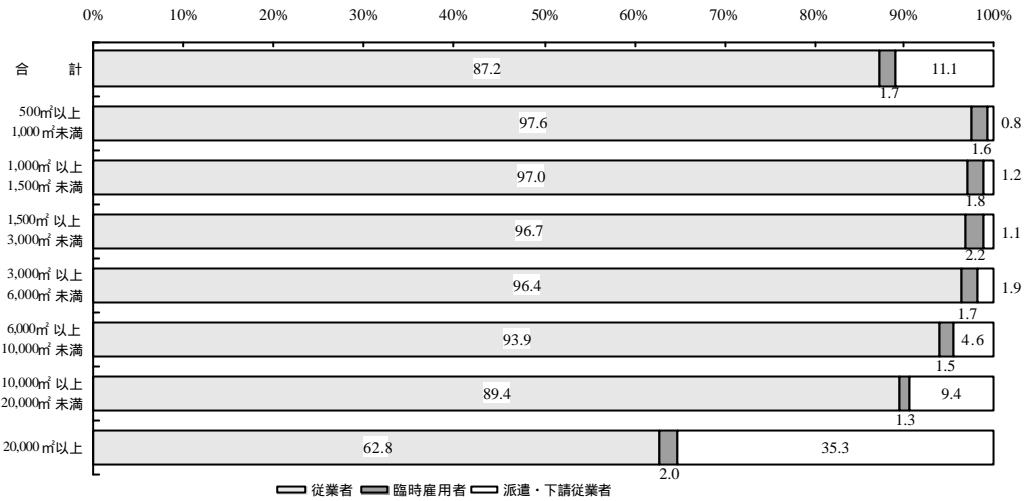 0% 10% 20% 30% 40% 50% 60% 70% 80% 90% 100%
合 計 87.2 11.1
1.7
500㎡以上
1,000㎡未満 97.6 0.8
1.6
1,000㎡以上
1,500㎡未満 97.0 1.2
1.8
1,500㎡以上
3,000㎡未満 96.7 1.1
2.2
3,000㎡以上
6,000㎡未満 96.4 1.9
1.7
6,000㎡以上
10,000㎡未満 93.9 4.6
1.5
10,000㎡以上
20,000㎡未満 89.4 9.4
1.3
20,000㎡以上 62.8 35.3
2.0
従業者 臨時雇用者 派遣・下請従業者